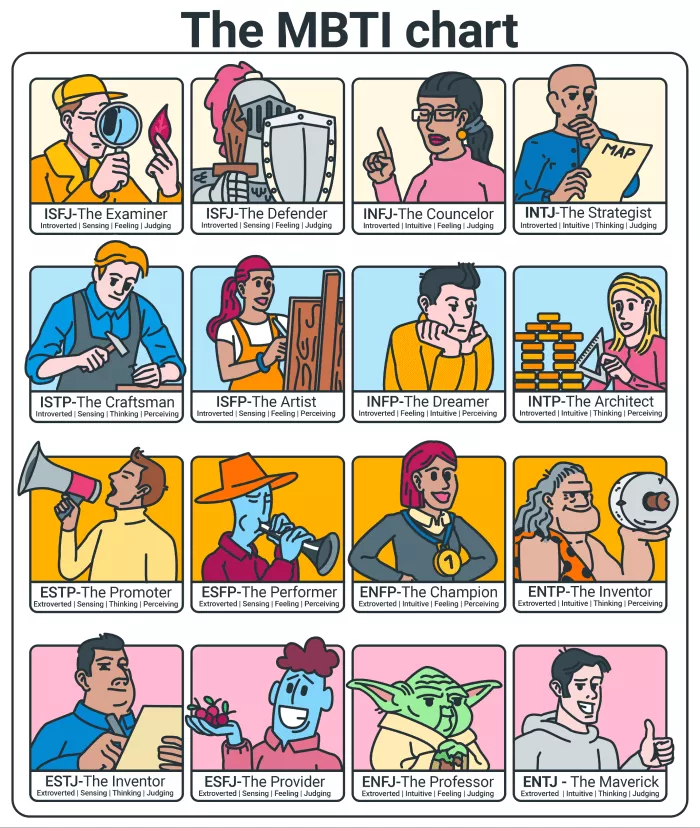 The MBTI chart
ISFJ-The Examiner
Introverted | Sensing | Feeling | Judging
ISFJ-The Defender
Introverted | Sensing | Feeling | Judging
INFJ-The Councelor
Introverted | Intuitive | Feeling | Judging
MAP
INTJ-The Strategist
Introverted | Intuitive | Thinking | Judging
ISTP-The Craftsman
Introverted | Sensing | Thinking | Perceiving
ISFP-The Artist
Introverted | Sensing | Feeling | Perceiving
INFP-The Dreamer
Introverted | Feeling | Intuitive | Perceiving
INTP-The Architect
Introverted | Intuitive | Thinking | Perceiving
ESTP-The Promoter
Extroverted | Sensing | Thinking | Perceiving
ESFP-The Performer
Extroverted | Sensing | Feeling | Perceiving
1
ENFP-The Champion
Extroverted | Intuitive | Feeling | Perceiving
ENTP-The Inventor
Extroverted | Intuitive | Thinking | Perceiving
ESTJ-The Inventor
Extroverted | Sensing | Thinking | Judging
ESFJ-The Provider
Extroverted | Sensing | Feeling | Judging
ENFJ-The Professor
Extroverted | Intuitive | Feeling | Judging
ENTJ - The Maverick
Extroverted | Intuitive | Thinking | Judging